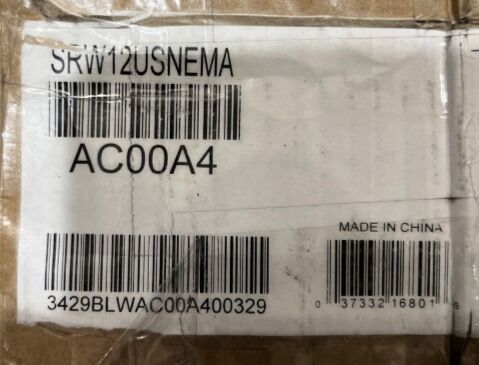 SRW12USNEMA
AC00A4
MADE IN CHINA
3429BLWAC00A400329
0 37332 16801